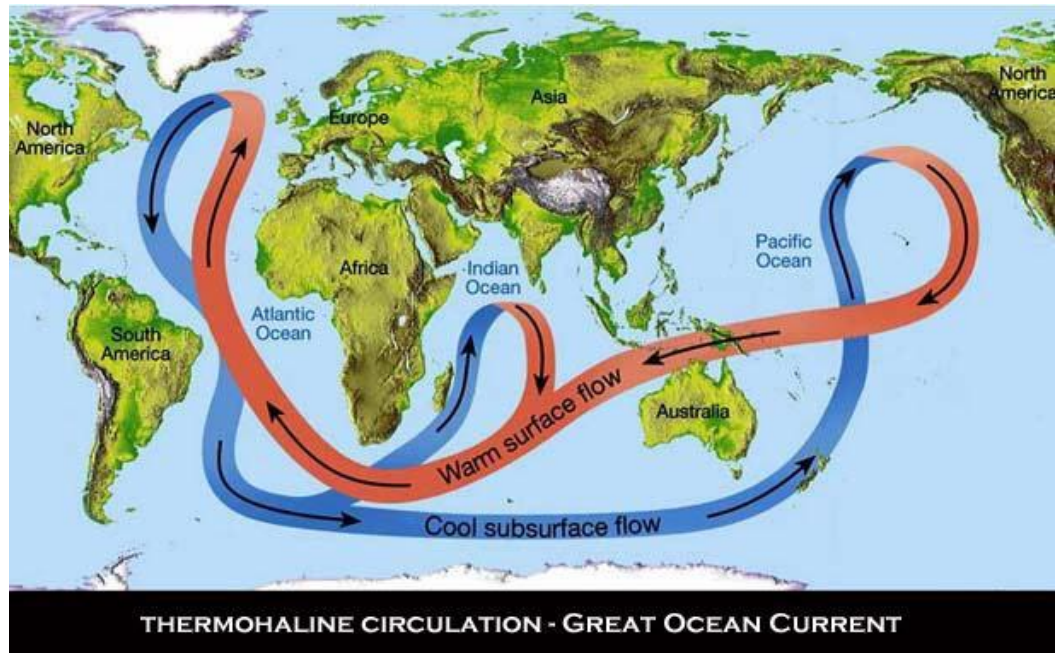 North
America
Europe
Asia
North
America
Africa
Indian
Ocean
Pacific
Ocean
Atlantic
Ocean
South
America
Australia
Warm surface flow
Cool subsurface flow
THERMOHALINE CIRCULATION - GREAT OCEAN CURRENT